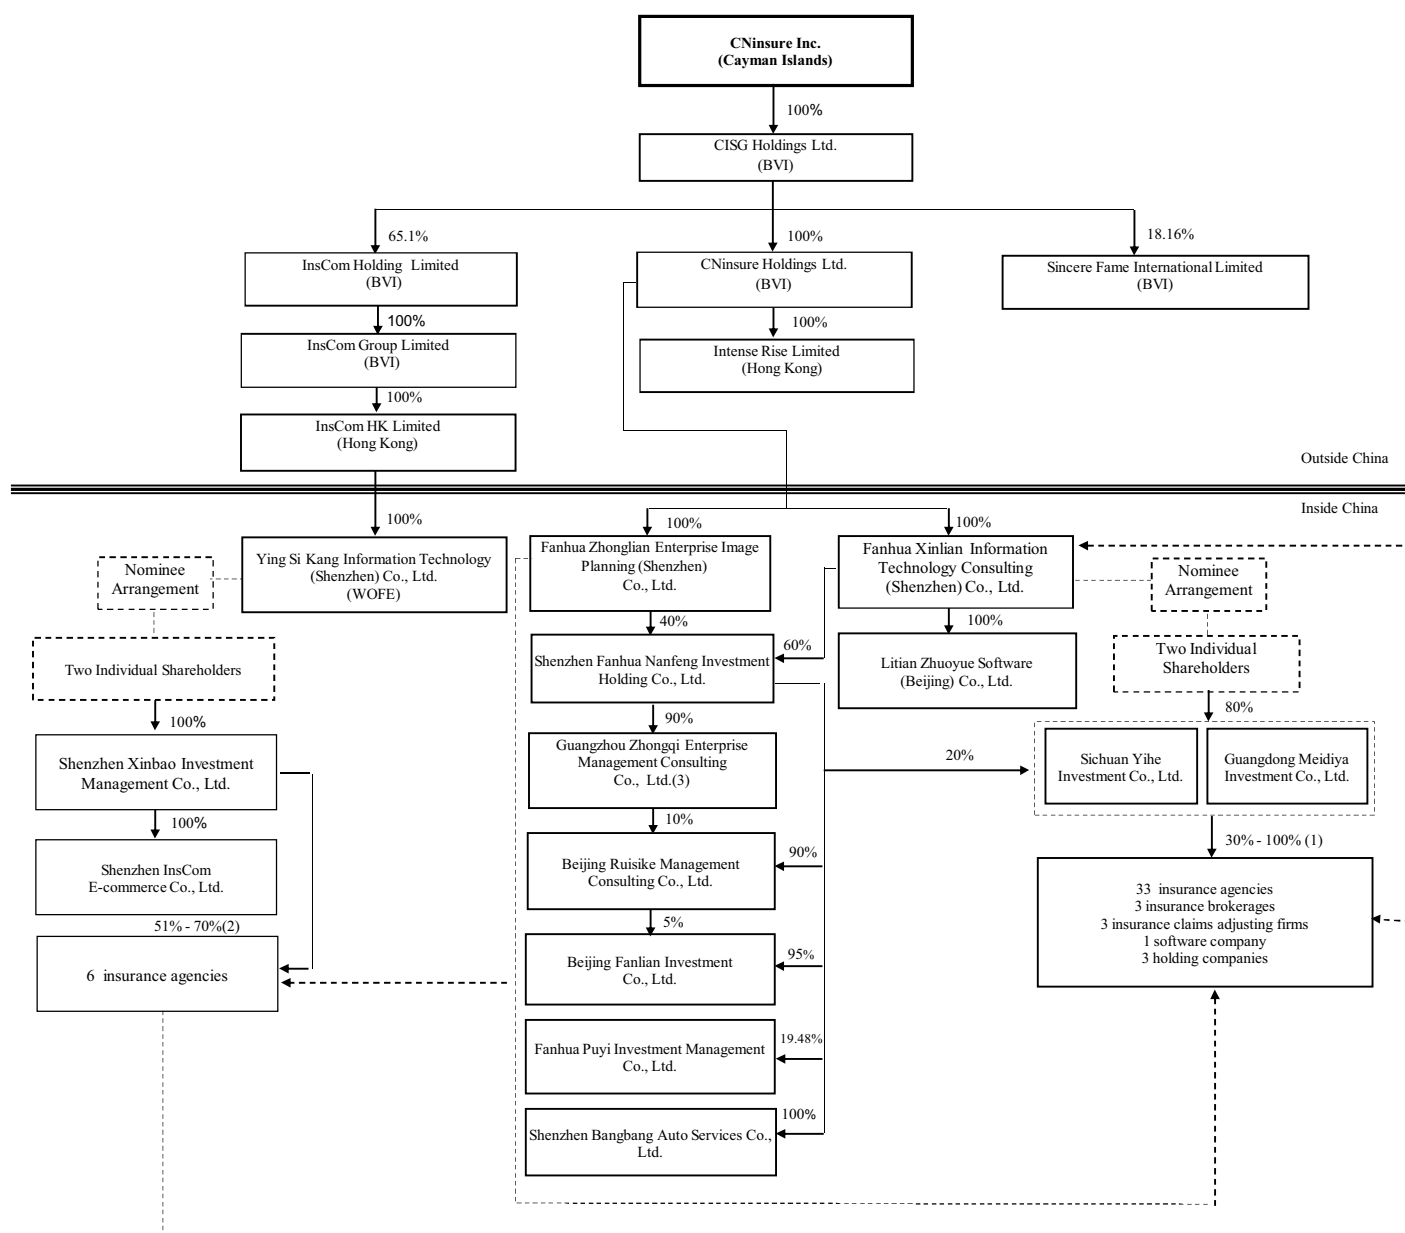 CNinsure Inc.
(Cayman Islands)
100%
CISG Holdings Ltd.
(BVI)
65.1%
100%
18.16%
InsCom Holding Limited
(BVI)
CNinsure Holdings Ltd.
(BVI)
Sincere Fame International Limited
(BVI)
100%
100%
InsCom Group Limited
(BVI)
Intense Rise Limited
(Hong Kong)
100%
InsCom HK Limited
(Hong Kong)
Outside China
Inside China
100%
100%
100%
Ying Si Kang Information Technology
(Shenzhen) Co., Ltd.
(WOFE)
Fanhua Zhonglian Enterprise Image
Planning (Shenzhen)
Co., Ltd.
Fanhua Xinlian Information
Technology Consulting
(Shenzhen) Co., Ltd.
Nominee
Arrangement
Nominee
Arrangement
40%
100%
60%
Two Individual Shareholders
Shenzhen Fanhua Nanfeng Investment
Holding Co., Ltd.
Litian Zhuoyue Software
(Beijing) Co., Ltd.
Two Individual
Shareholders
100%
90%
80%
Shenzhen Xinbao Investment
Management Co., Ltd.
Guangzhou Zhongqi Enterprise
Management Consulting
Co., Ltd.(3)
20%
Sichuan Yihe
Investment Co., Ltd.
Guangdong Meidiya
Investment Co., Ltd.
100%
10%
30% - 100% (1)
Shenzhen InsCom
E-commerce Co., Ltd.
Beijing Ruisike Management
Consulting Co., Ltd.
90%
33 insurance agencies
3 insurance brokerages
3 insurance claims adjusting firms
1 software company
3 holding companies
51% - 70%(2)
5%
6 insurance agencies
Beijing Fanlian Investment
Co., Ltd.
95%
Fanhua Puyi Investment Management
Co., Ltd.
19.48%
100%
Shenzhen Bangbang Auto Services Co.,
Ltd.